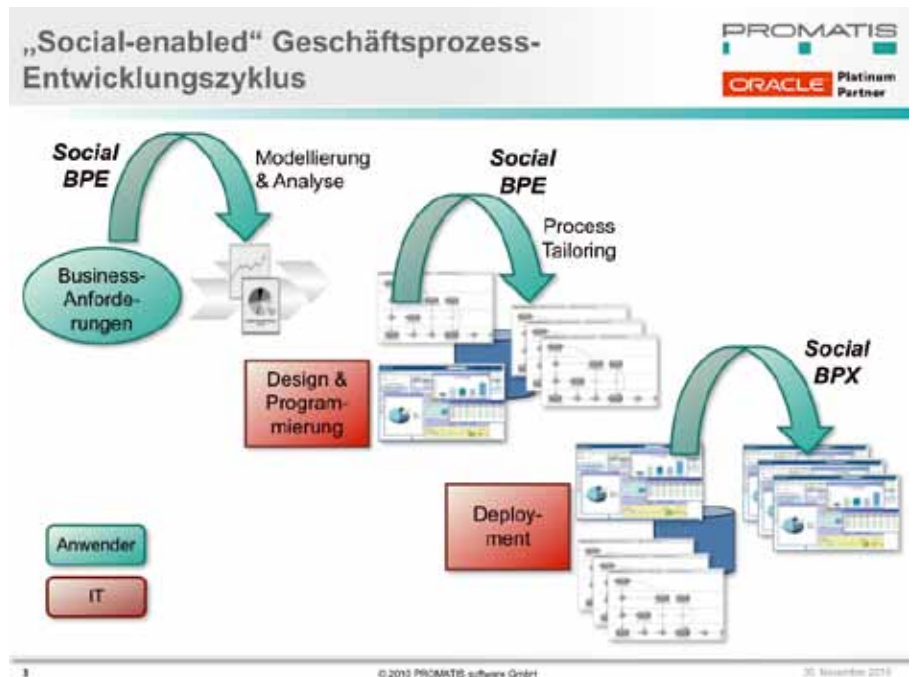 „Social-enabled“ Geschäftsprozess-
Entwicklungszyklus
PROMATIS
ORACLE
Platinum
Partner
Social
BPE
Modellierung
& Analyse
Business-
Anforde-
rungen
Social
BPE
Process
Tailoring
Design &
Program-
mierung
Social
BPX
Deploy-
ment
Anwender
IT
3
© 2010 PROMATIS software GmbH
30. November 2010